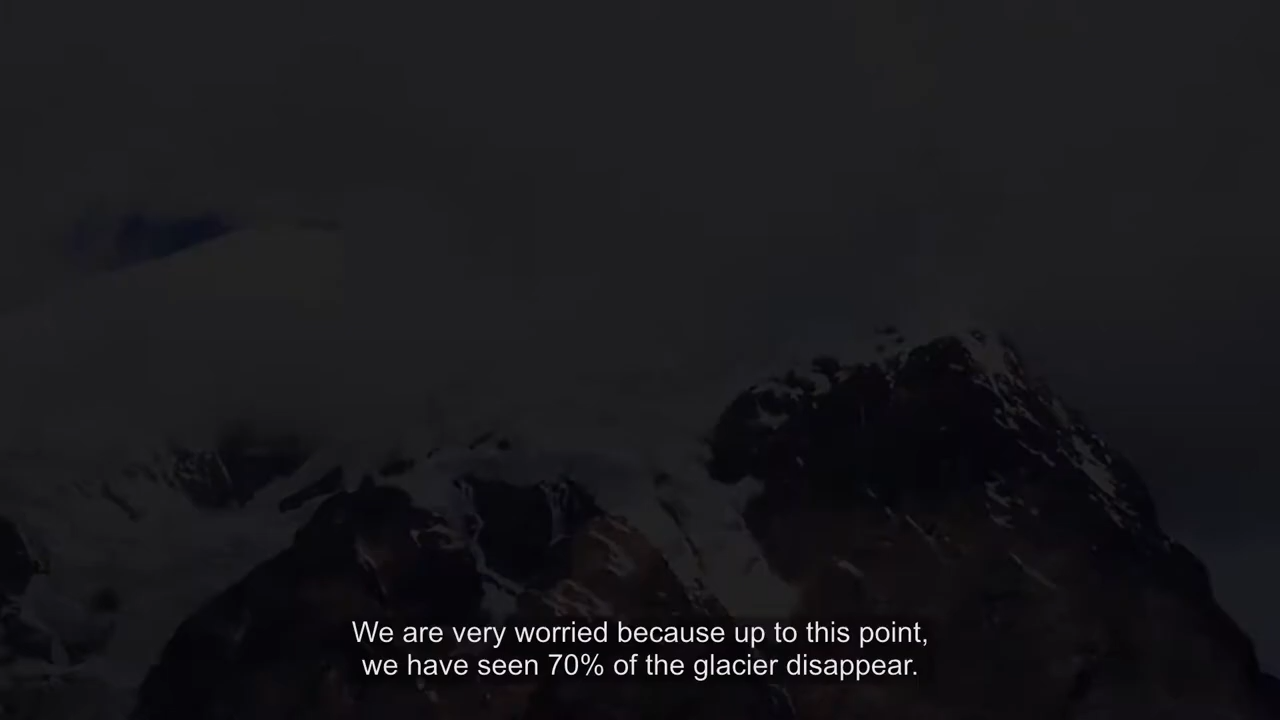 We are very worried because up to this point,
we have seen 70% of the glacier disappear.